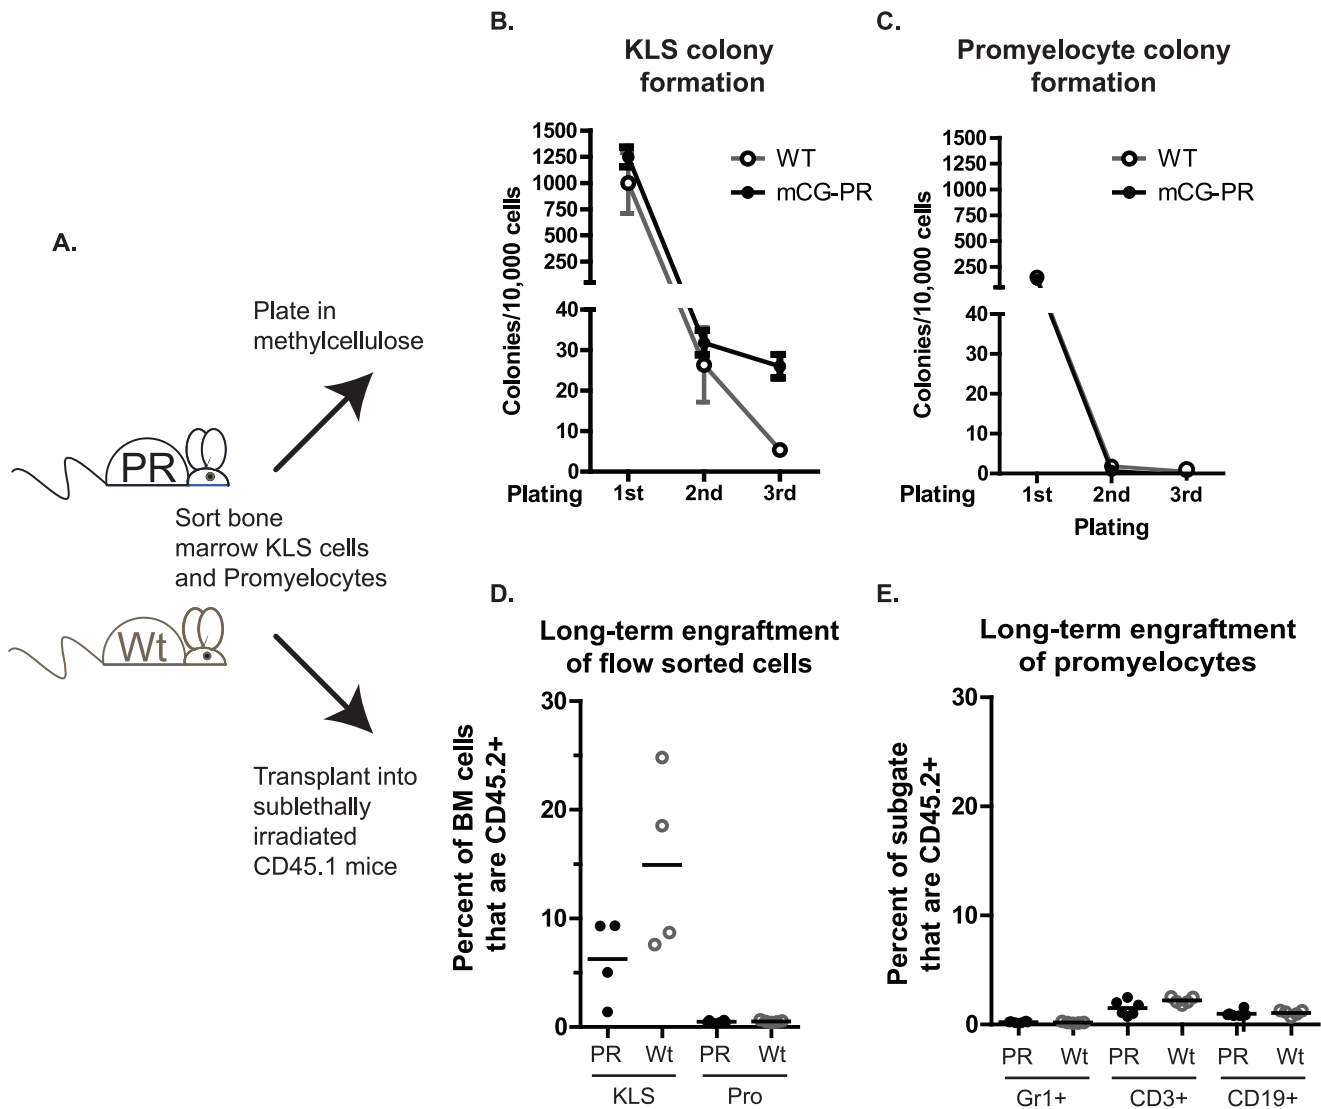 A.
Plate in
methylcellulose
PR
Sort bone
marrow KLS cells
and Promyelocytes
Wt
Transplant into
sublethally
irradiated
CD45.1 mice
B.
KLS colony
formation
Colonies/10,000 cells
1500
1250
1000
750
500
250
40
30
20
10
0
WT
mCG-PR
Plating
1st
2nd
3rd
C.
Promyelocyte colony
formation
Colonies/10,000 cells
1500
1250
1000
750
500
250
40
30
20
10
0
WT
mCG-PR
Plating
1st
2nd
3rd
Plating
D.
Long-term engraftment
of flow sorted cells
Percent of BM cells
that are CD45.2+
30
20
10
0
PR
Wt
PR
Wt
KLS
Pro
E.
Long-term engraftment
of promyelocytes
Percent of subgate
that are CD45.2+
30
20
10
0
PR
Wt
PR
Wt
PR
Wt
Gr1+
CD3+
CD19+